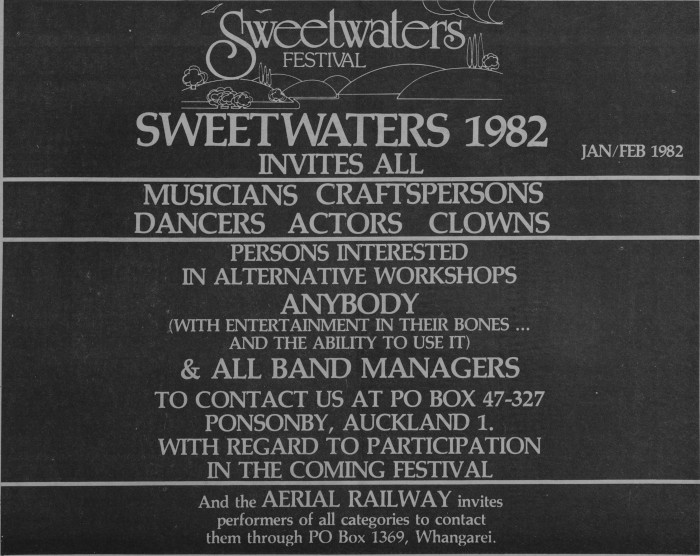 Sweetwaters
FESTIVAL
SWEETWATERS 1982
JAN/FEB 1982
INVITES ALL
MUSICIANS CRAFTSPERSONS
DANCERS ACTORS CLOWNS
PERSONS INTERESTED
IN ALTERNATIVE WORKSHOPS
ANYBODY
(WITH ENTERTAINMENT IN THEIR BONES ...
AND THE ABILITY TO USE IT)
& ALL BAND MANAGERS
TO CONTACT US AT PO BOX 47-327
PONSONBY, AUCKLAND 1.
WITH REGARD TO PARTICIPATION
IN THE COMING FESTIVAL
And the AERIAL RAILWAY invites
performers of all categories to contact
them through PO Box 1369, Whangarei.